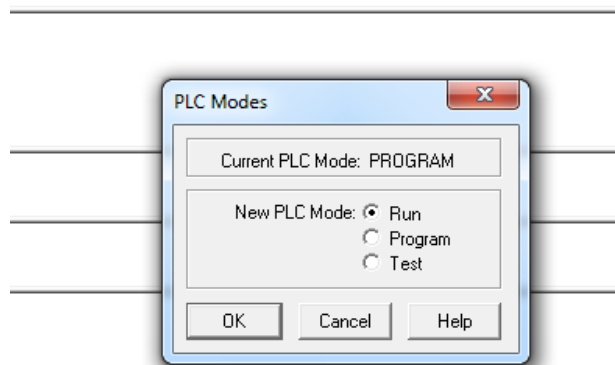 PLC Modes
Current PLC Mode: PROGRAM
New PLC Mode: Run
Program
Test
OK Cancel Help